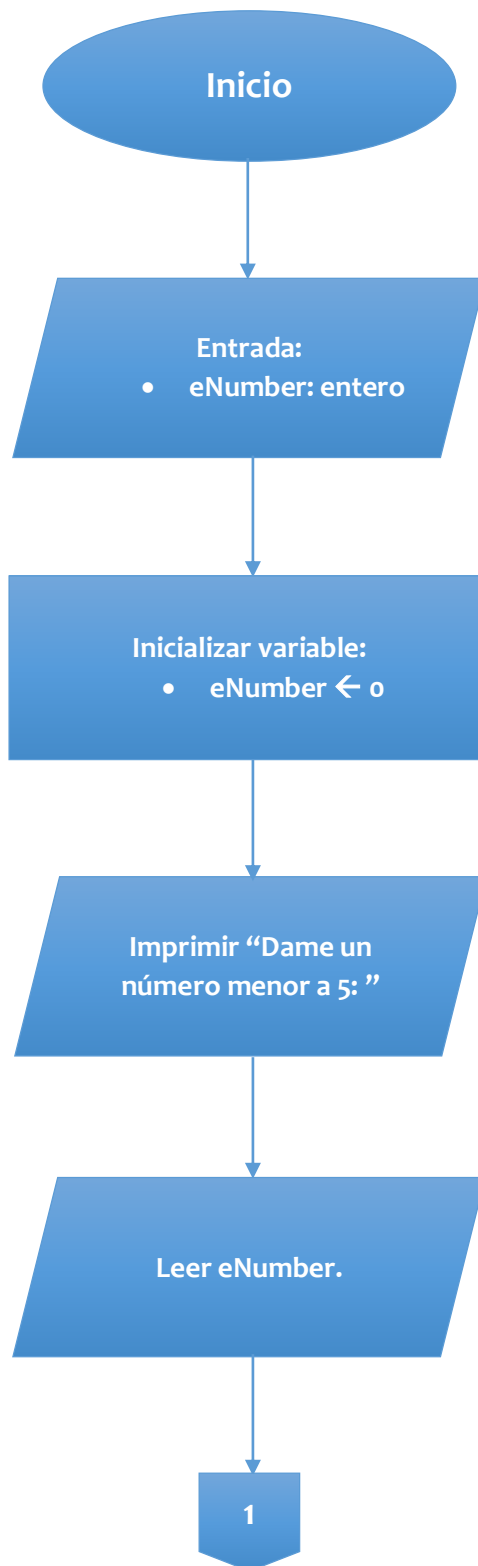 Inicio
Entrada:
• eNumber: entero
Inicializar variable:
• eNumber ← 0
Imprimir “Dame un
número menor a 5: ”
Leer eNumber.
1